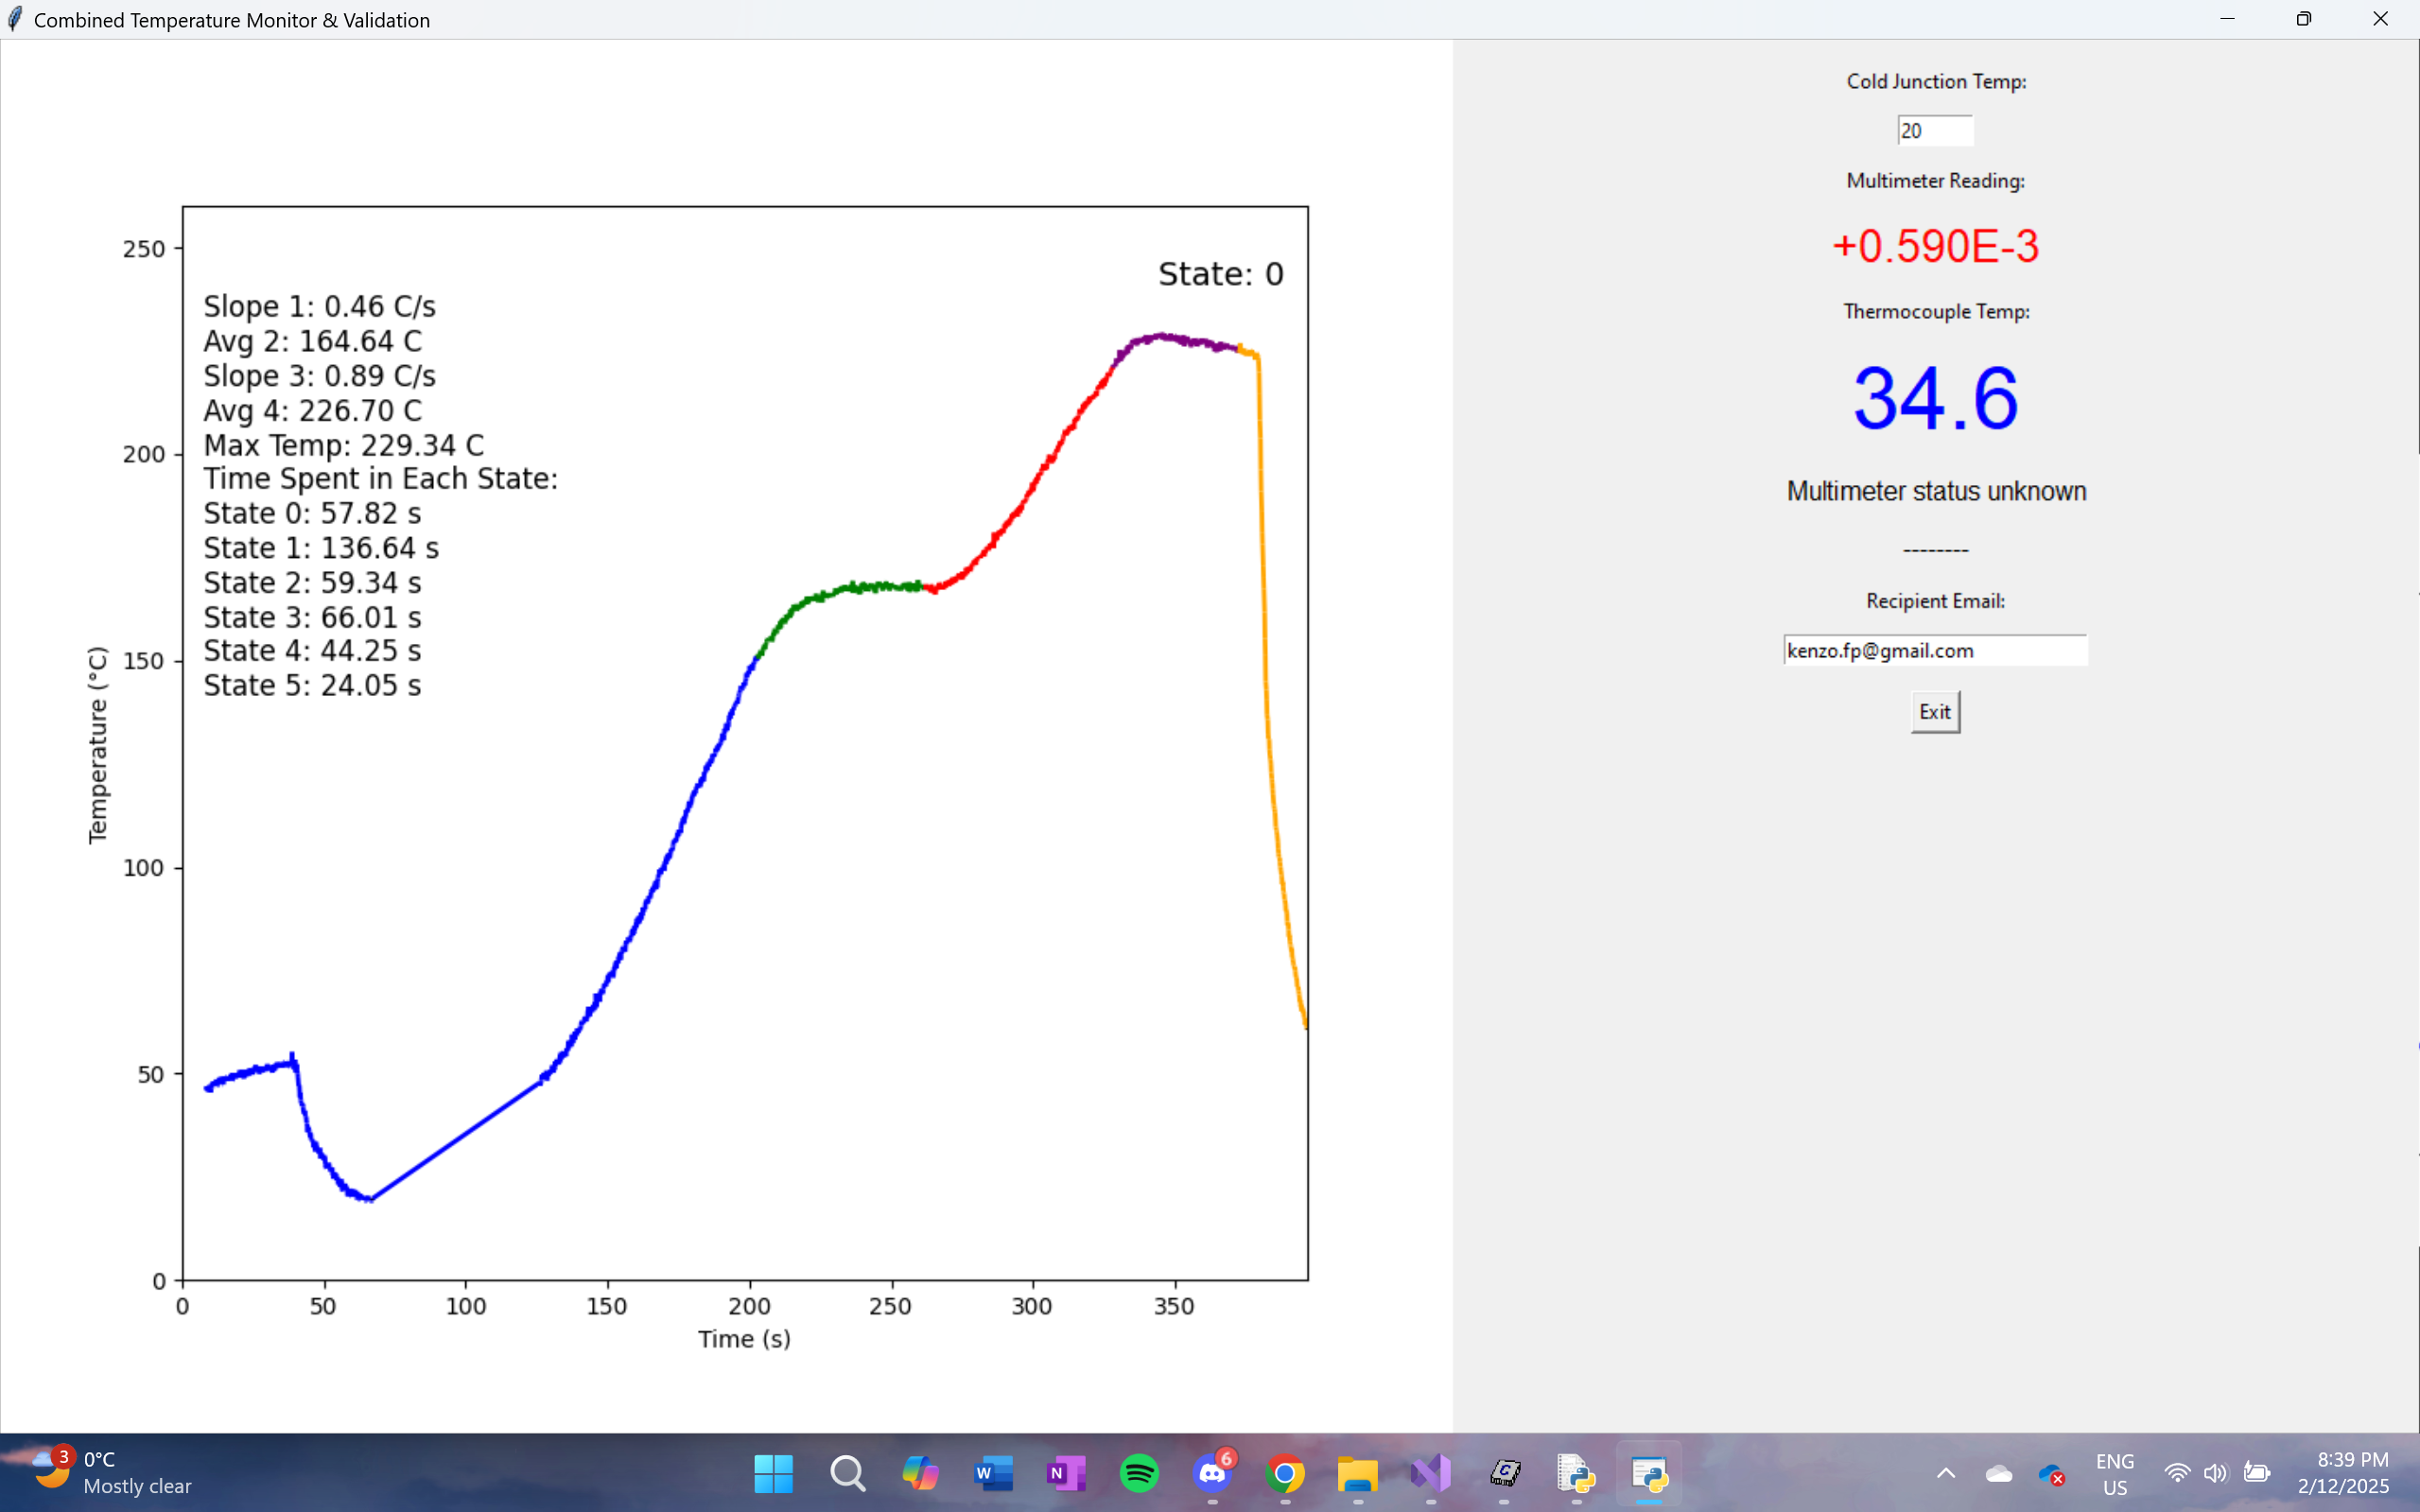 Combined Temperature Monitor & Validation
Cold Junction Temp:
20
Multimeter Reading:
+0.590E-3
Thermocouple Temp:
34.6
Multimeter status unknown
--------
Recipient Email:
kenzo.fp@gmail.com
Exit
State: 0
Slope 1: 0.46 C/s
Avg 2: 164.64 C
Slope 3: 0.89 C/s
Avg 4: 226.70 C
Max Temp: 229.34 C
Time Spent in Each State:
State 0: 57.82 s
State 1: 136.64 s
State 2: 59.34 s
State 3: 66.01 s
State 4: 44.25 s
State 5: 24.05 s
250
200
150
100
50
0
Temperature (°C)
0 50 100 150 200 250 300 350
Time (s)
3
0°C
Mostly clear
W
N
6
C
ENG
US
8:39 PM
2/12/2025